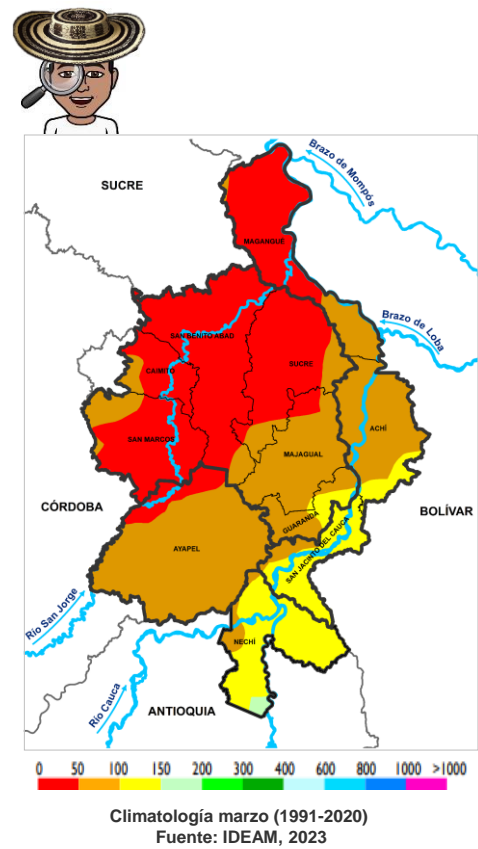 Brazo de Mompós
SUCRE
MAGANGUÉ
Brazo de Loba
SAN BENITO ABAD
SUCRE
CAIMITO
ACHÍ
SAN MARCOS
MAJAGUAL
CÓRDOBA
BOLÍVAR
GUARANDA
SAN JACINTO DEL CAUCA
AYAPEL
Río San Jorge
NECHÍ
Río Cauca
ANTIOQUIA
0 50 100 150 200 300 400 600 800 1000 >1000
Climatología marzo (1991-2020)
Fuente: IDEAM, 2023